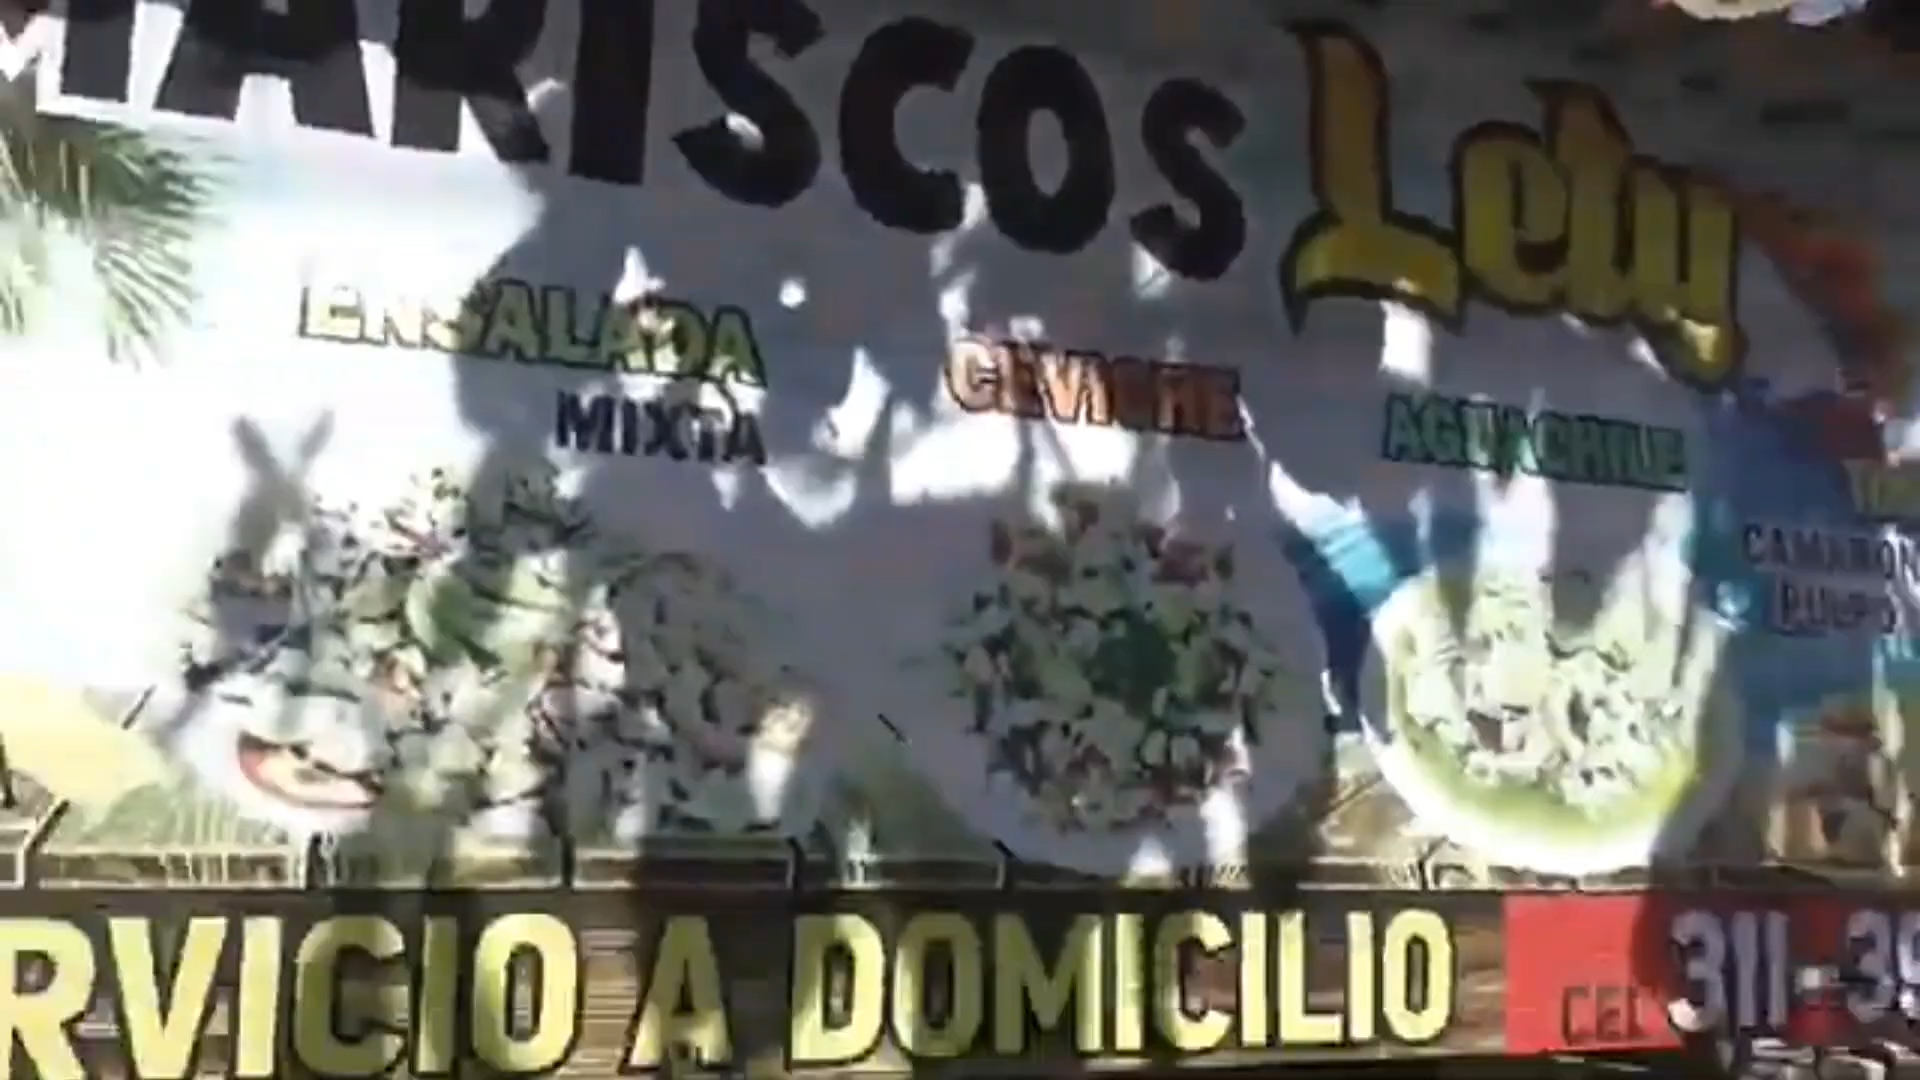 MARISCOS Lety
ENSALADA
MIXTA
CEVICHE
AGUACHILE
CAMARON
PULPO
RVICIO A DOMICILIO
CEL 311-39